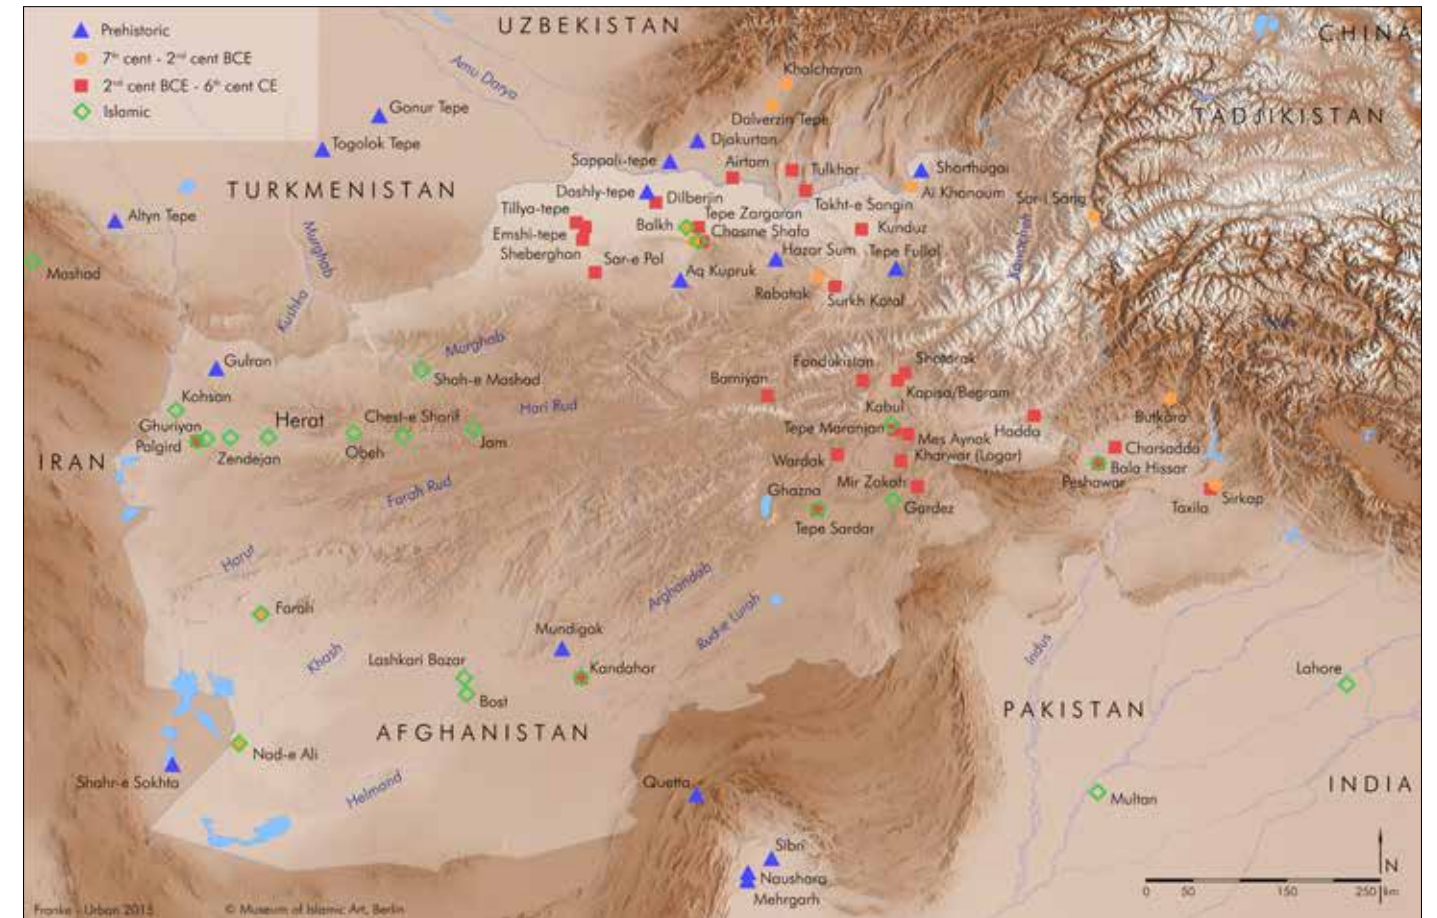 Prehistoric
7th cent - 2nd cent BCE
2nd cent BCE - 6th cent CE
Islamic
UZBEKISTAN
CHINA
Amu Darya
Khalchayan
Gonur Tepe
Dalverzin Tepe
TADJIKISTAN
Togolok Tepe
Djakurtan
Sappali-tepe
Airtam
Tulkhar
Shorthugai
TURKMENISTAN
Dashly-tepe
Dilberjin
Takht-e Sangin
Ai Khanoum
Sar-i Sang
Altyn Tepe
Tillya-tepe
Tepe Zargaran
Murghab
Emshi-tepe
Balkh
Chasme Shafa
Kunduz
Sheberghan
Sar-e Pol
Hazar Sum
Tepe Fullol
Mashad
Aq Kupruk
Kushka
Rabatak
Surkh Kotal
Murghab
Gulran
Shah-e Mashad
Fondukistan
Shotorak
Bamiyan
Kapisa/Begram
Kohsan
Hari Rud
Kabul
Butkara
Ghuriyan
Herat
Chest-e Sharif
Tepe Maranjan
Hadda
Palgird
Zendejan
Obeh
Jam
Mes Aynak
Charsadda
IRAN
Wardak
Kharwar (Logar)
Bala Hissar
Farah Rud
Mir Zakah
Peshawar
Ghazna
Gardez
Taxila
Sirkap
Tepe Sardar
Harut
Arghandab
Farah
Rud-e Lurah
Mundigak
Indus
Khash
Lashkari Bazar
Kandahar
Lahore
Bost
PAKISTAN
AFGHANISTAN
Nad-e Ali
Shahr-e Sokhta
Helmand
Quetta
INDIA
Multan
Sibri
N
Nausharo
Mehrgarh
0 50 150 250 km
Franke - Urban 2015 © Museum of Islamic Art, Berlin